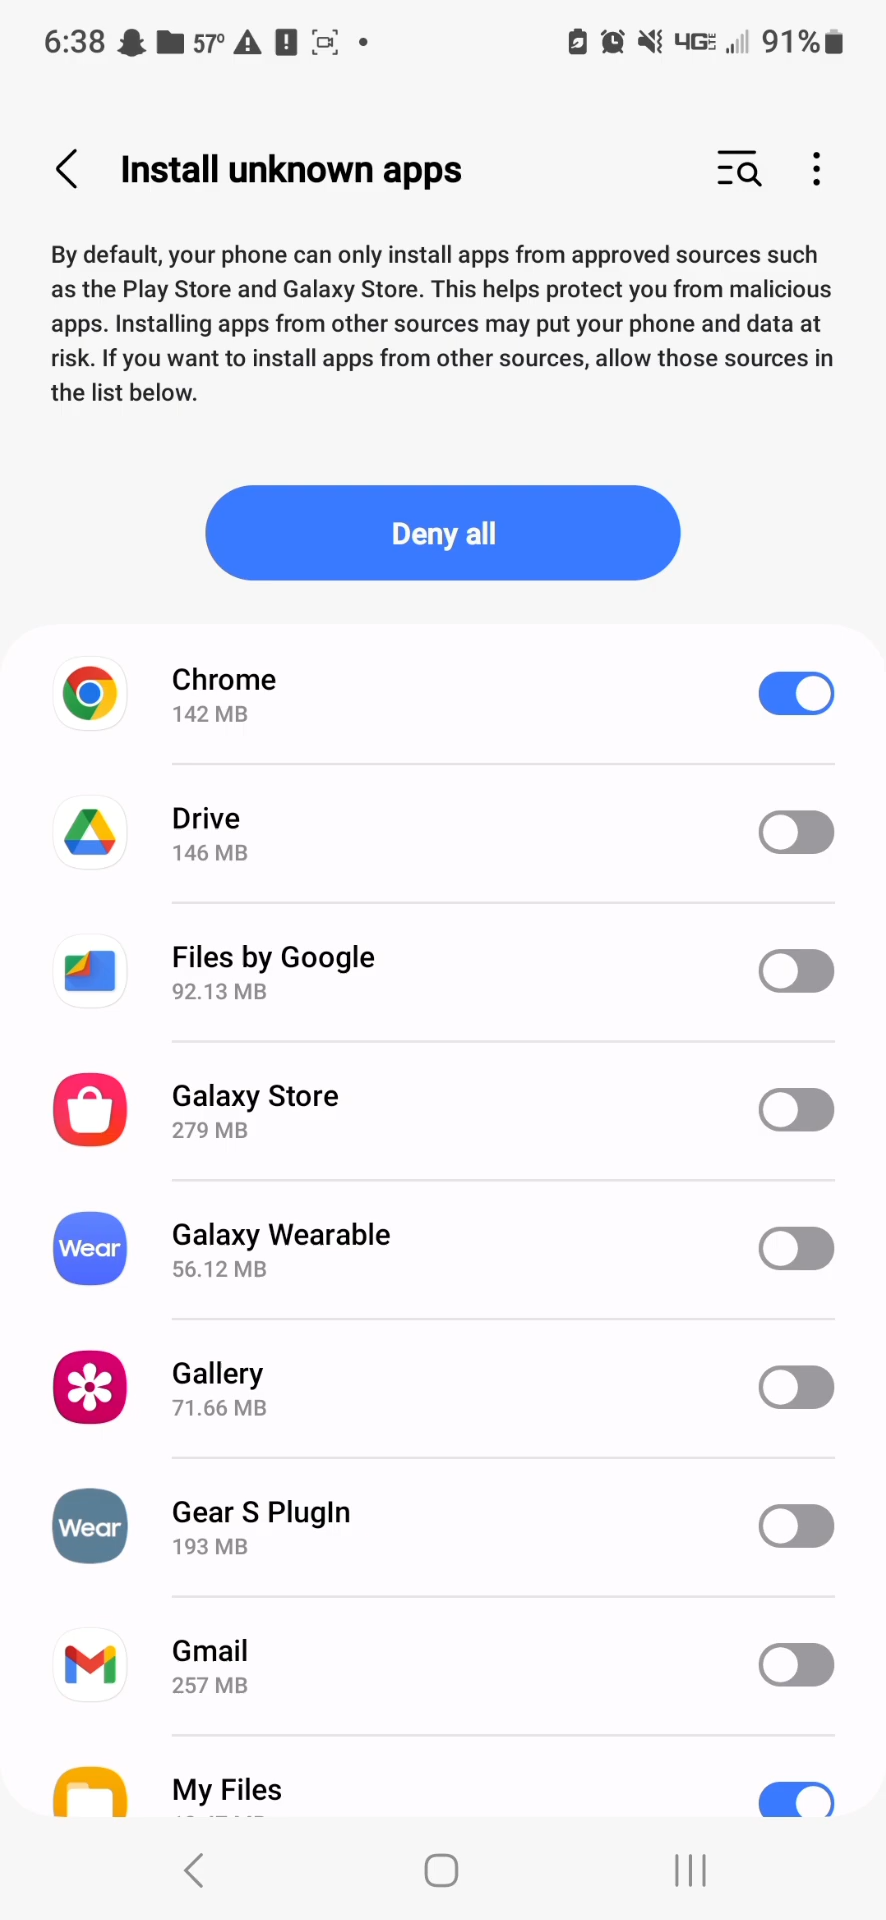 6:38 57° 4GE 91%
Install unknown apps
By default, your phone can only install apps from approved sources such
as the Play Store and Galaxy Store. This helps protect you from malicious
apps. Installing apps from other sources may put your phone and data at
risk. If you want to install apps from other sources, allow those sources in
the list below.
Deny all
Chrome
142 MB
Drive
146 MB
Files by Google
92.13 MB
Galaxy Store
279 MB
Wear
Galaxy Wearable
56.12 MB
Gallery
71.66 MB
Wear
Gear S PlugIn
193 MB
Gmail
257 MB
My Files